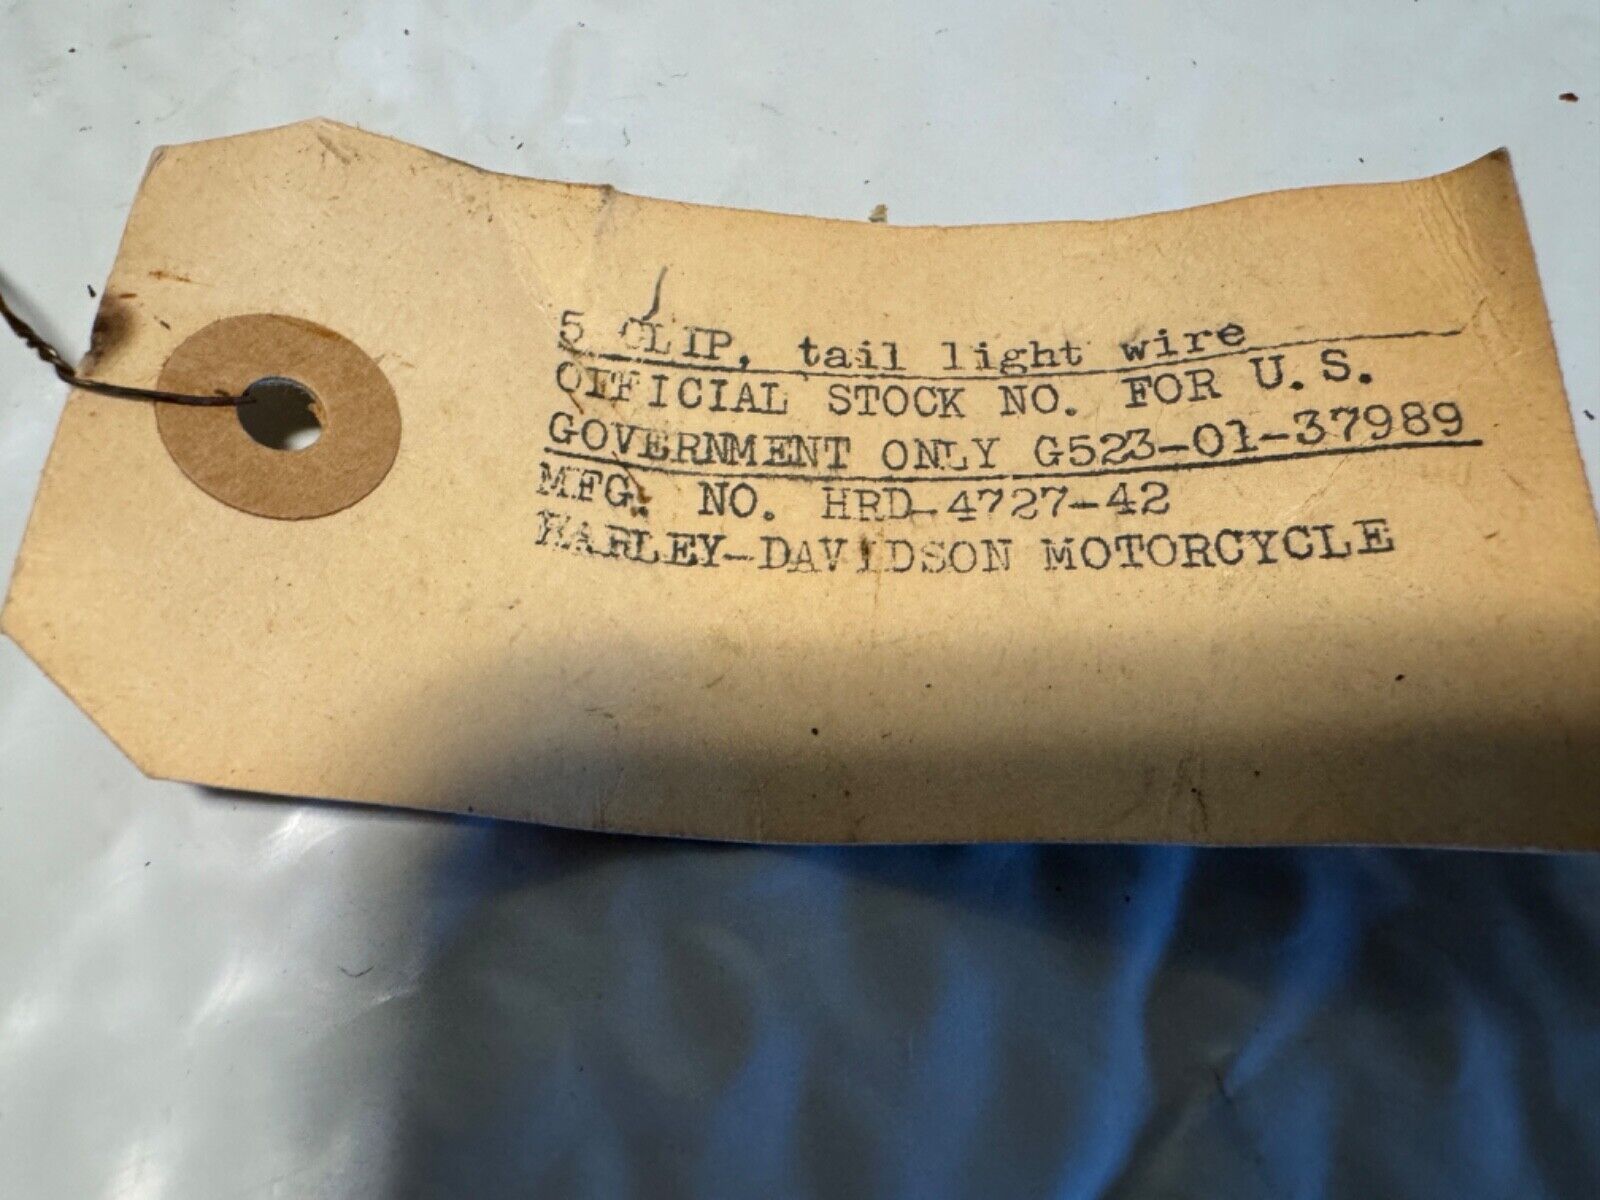 5 CLIP, tail light wire
OFFICIAL STOCK NO. FOR U.S.
GOVERNMENT ONLY G523-01-37989
MFG. NO. HRD-4727-42
HARLEY-DAVIDSON MOTORCYCLE